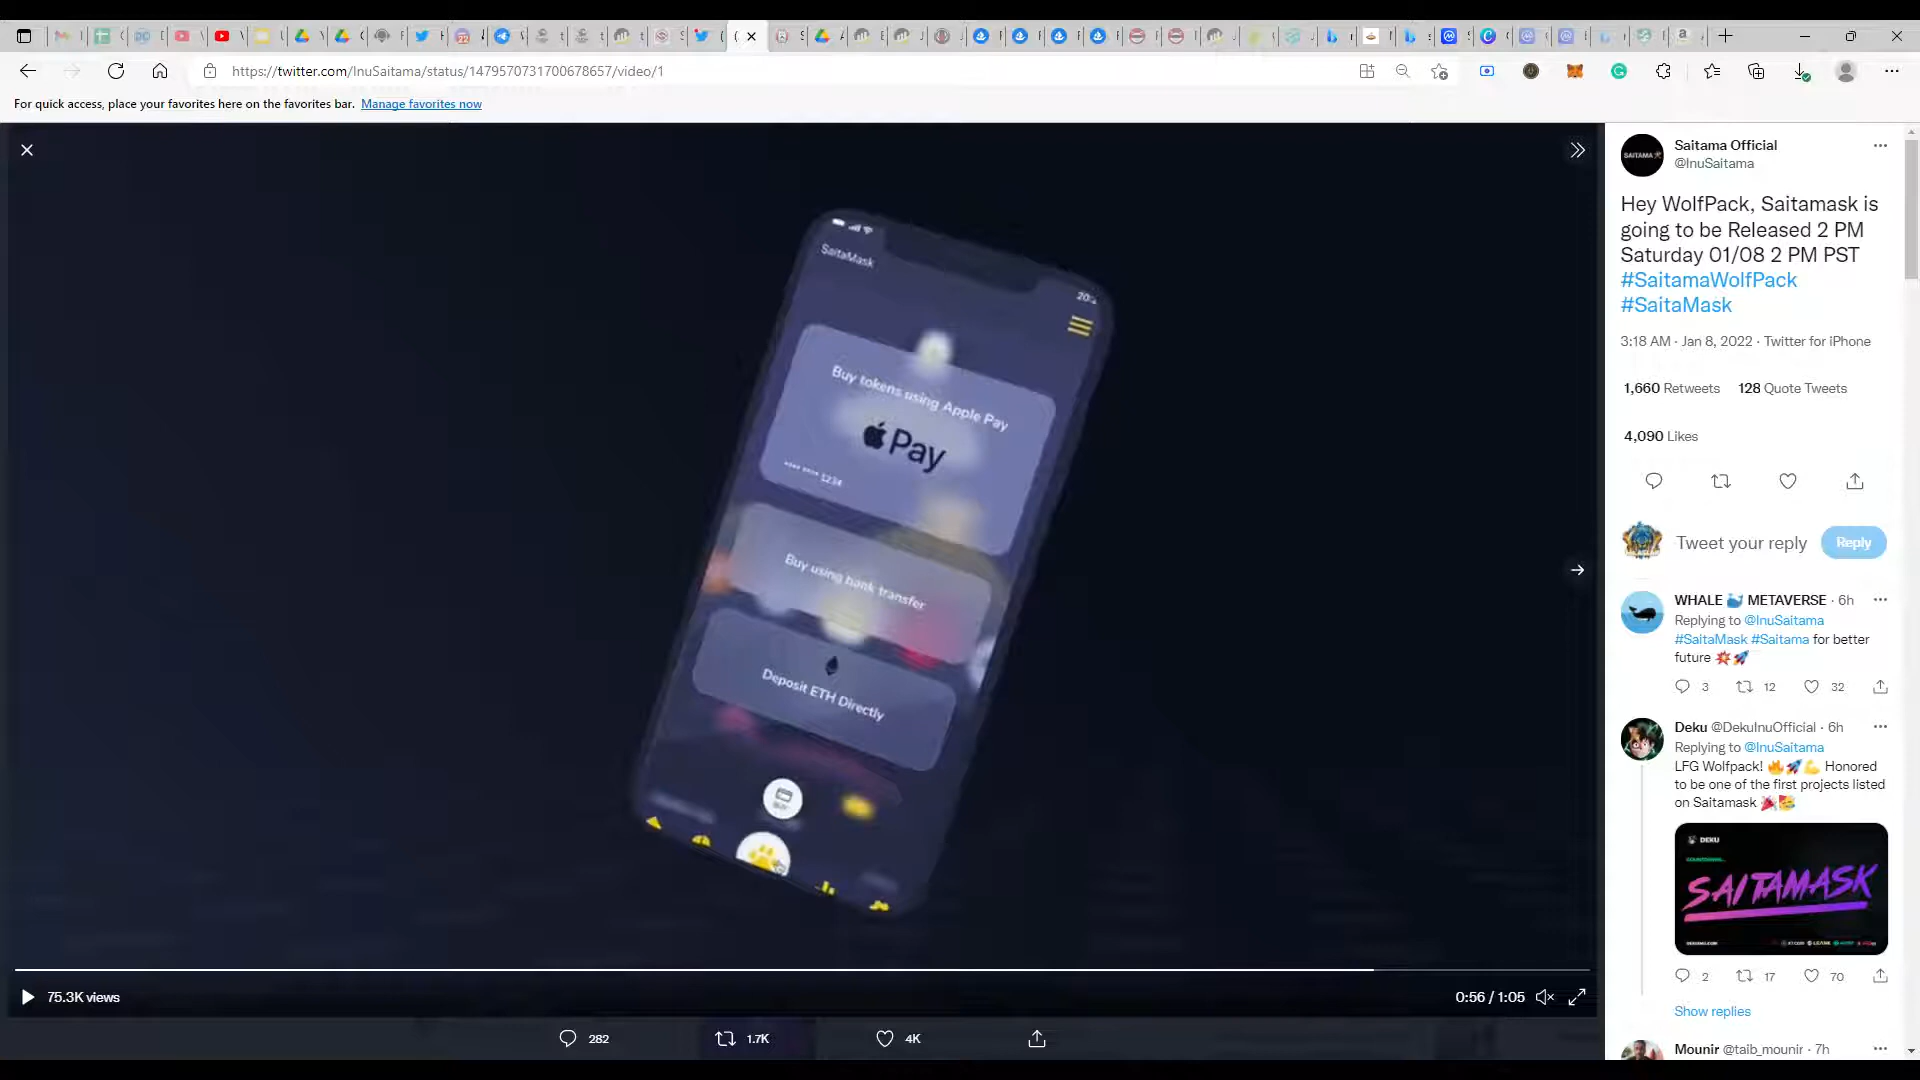 https://twitter.com/InuSaitama/status/1479570731700678657/video/1
For quick access, place your favorites here on the favorites bar. Manage favorites now
SaitaMask
Buy tokens using Apple Pay
Pay
1234
Buy using bank transfer
Deposit ETH Directly
75.3K views
0:56 / 1:05
282
1.7K
4K
Saitama Official
@InuSaitama
Hey WolfPack, Saitamask is
going to be Released 2 PM
Saturday 01/08 2 PM PST
#SaitamaWolfPack
#SaitaMask
3:18 AM · Jan 8, 2022 · Twitter for iPhone
1,660 Retweets 128 Quote Tweets
4,090 Likes
Tweet your reply
Reply
WHALE 🐳 METAVERSE · 6h
Replying to @InuSaitama
#SaitaMask #Saitama for better
future 💥🚀
3 12 32
Deku @DekuInuOfficial · 6h
Replying to @InuSaitama
LFG Wolfpack! 🔥🚀💪 Honored
to be one of the first projects listed
on Saitamask 🎉🥳
DEKU
SAITAMASK
2 17 70
Show replies
Mounir @taib_mounir · 7h